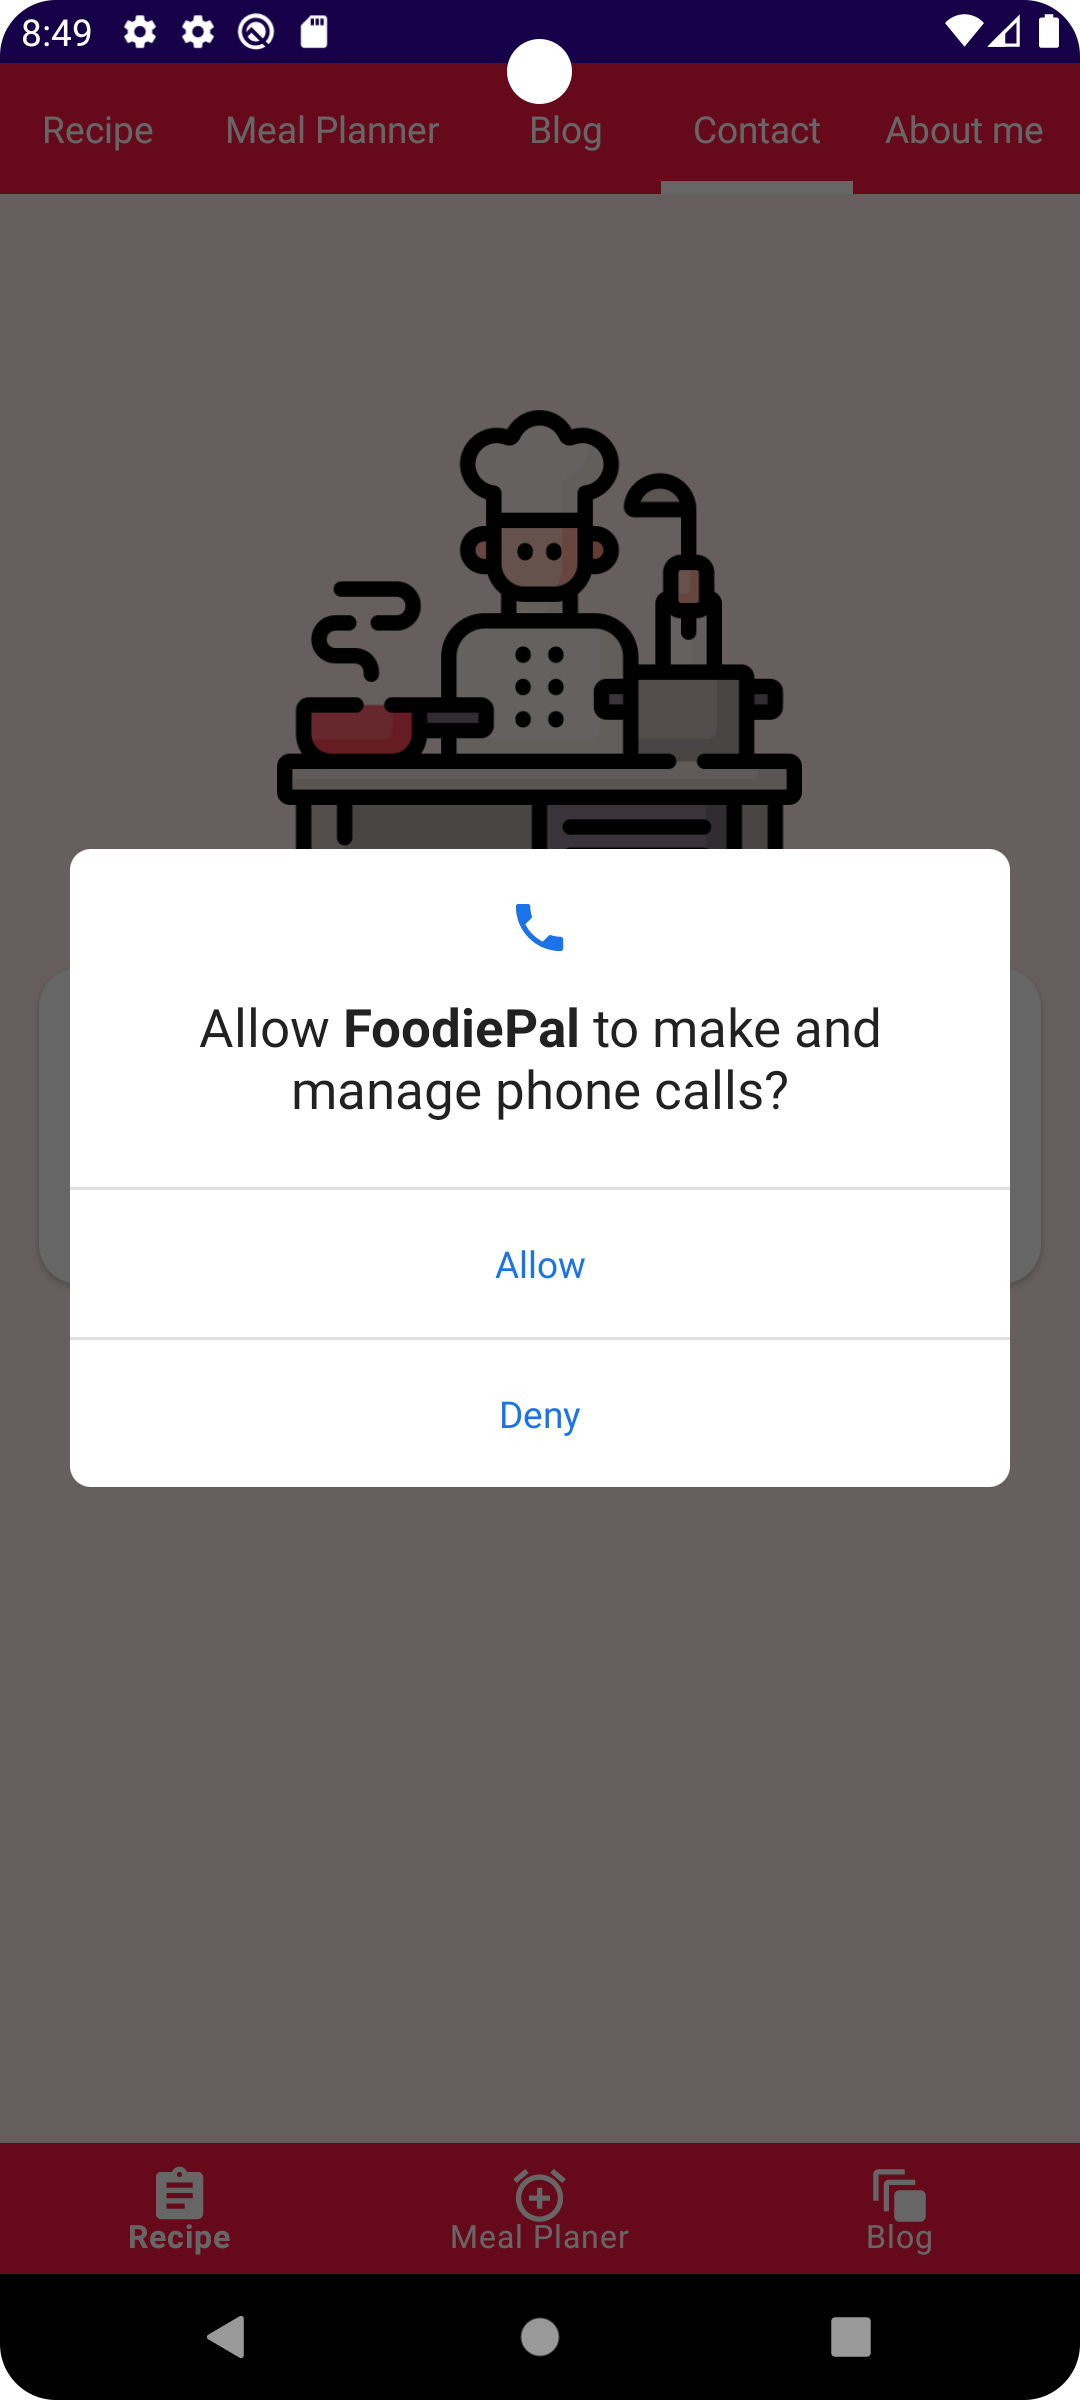 8:49
Recipe Meal Planner Blog Contact About me
Allow FoodiePal to make and
manage phone calls?
Allow
Deny
Recipe Meal Planer Blog